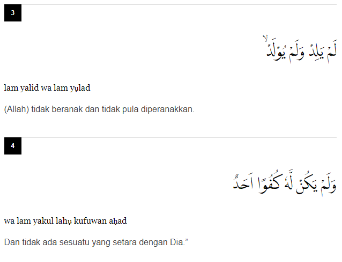 3
لَمْ يَلِدْ وَلَمْ يُوْلَدْۙ
lam yalid wa lam yụlad
(Allah) tidak beranak dan tidak pula diperanakkan.
4
وَلَمْ يَكُنْ لَّهٗ كُفُوًا اَحَدٌ
wa lam yakul lahụ kufuwan aḥad
Dan tidak ada sesuatu yang setara dengan Dia.”